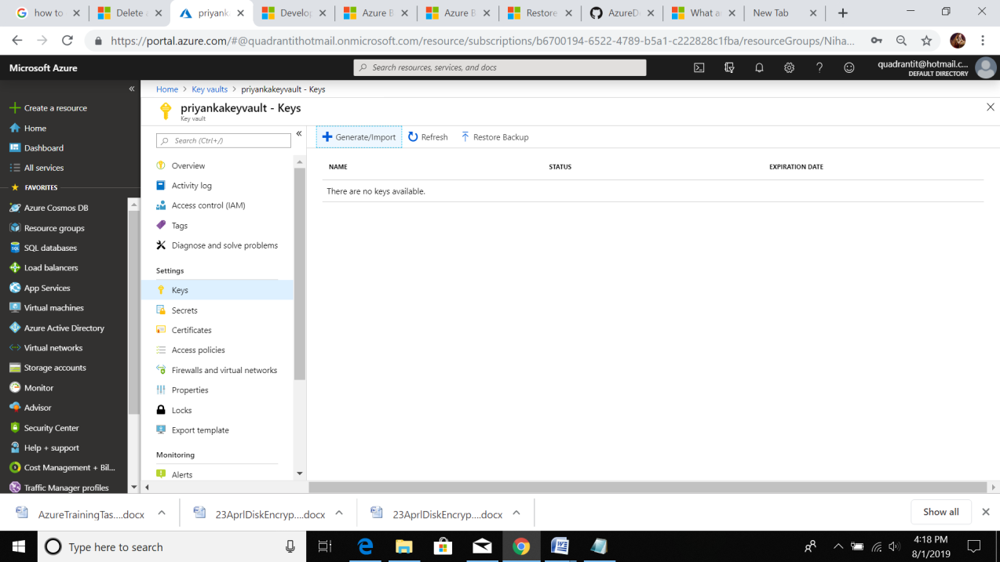 how to
Delete a
priyank
Develop
Azure B
Azure B
Restore
AzureD
What a
New Tab
https://portal.azure.com/#@quadrantithotmail.onmicrosoft.com/resource/subscriptions/b6700194-6522-4789-b5a1-c222828c1fba/resourceGroups/Niha...
Microsoft Azure
Search resources, services, and docs
quadrantit@hotmail.c...
DEFAULT DIRECTORY
Create a resource
Home
Dashboard
All services
FAVORITES
Azure Cosmos DB
Resource groups
SQL databases
Load balancers
App Services
Virtual machines
Azure Active Directory
Virtual networks
Storage accounts
Monitor
Advisor
Security Center
Help + support
Cost Management + Bil...
Traffic Manager profiles
Home > Key vaults > priyankakeyvault - Keys
priyankakeyvault - Keys
Key vault
Search (Ctrl+/)
Overview
Activity log
Access control (IAM)
Tags
Diagnose and solve problems
Settings
Keys
Secrets
Certificates
Access policies
Firewalls and virtual networks
Properties
Locks
Export template
Monitoring
Alerts
Generate/Import Refresh Restore Backup
NAME STATUS EXPIRATION DATE
There are no keys available.
AzureTrainingTas....docx
23AprlDiskEncryp....docx
23AprlDiskEncryp....docx
Show all
Type here to search
4:18 PM
8/1/2019